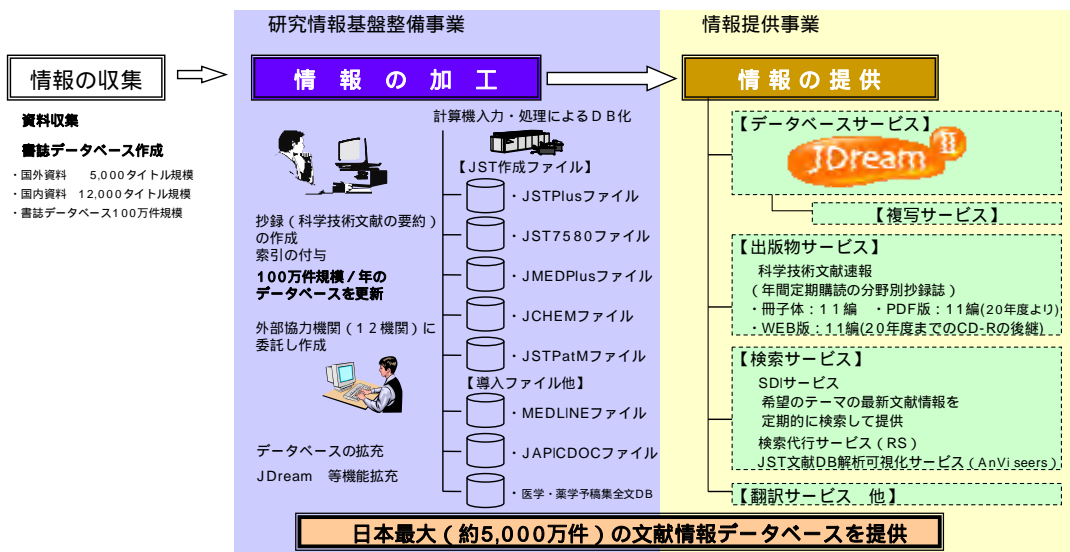 研究情報基盤整備事業
情報提供事業
情報の収集
情報の加工
情報の提供
資料収集
書誌データベース作成
・国外資料 5,000タイトル規模
・国内資料 12,000タイトル規模
・書誌データベース100万件規模
抄録(科学技術文献の要約)
の作成
索引の付与
100万件規模/年の
データベースを更新
外部協力機関(12機関)に
委託し作成
データベースの拡充
JDream 等機能拡充
計算機入力・処理によるDB化
【JST作成ファイル】
・JSTPlusファイル
・JST7580ファイル
・JMEDPlusファイル
・JCHEMファイル
・JSTPatMファイル
【導入ファイル他】
・MEDLINEファイル
・JAPICDOCファイル
・医学・薬学予稿集全文DB
【データベースサービス】
JDream II
【複写サービス】
【出版物サービス】
科学技術文献速報
(年間定期購読の分野別抄録誌)
・冊子体:11編 ・PDF版:11編(20年度より)
・WEB版:11編(20年度までのCD-Rの後継)
【検索サービス】
SDIサービス
希望のテーマの最新文献情報を
定期的に検索して提供
検索代行サービス(RS)
JST文献DB解析可視化サービス(AnViseers)
【翻訳サービス 他】
日本最大(約5,000万件)の文献情報データベースを提供